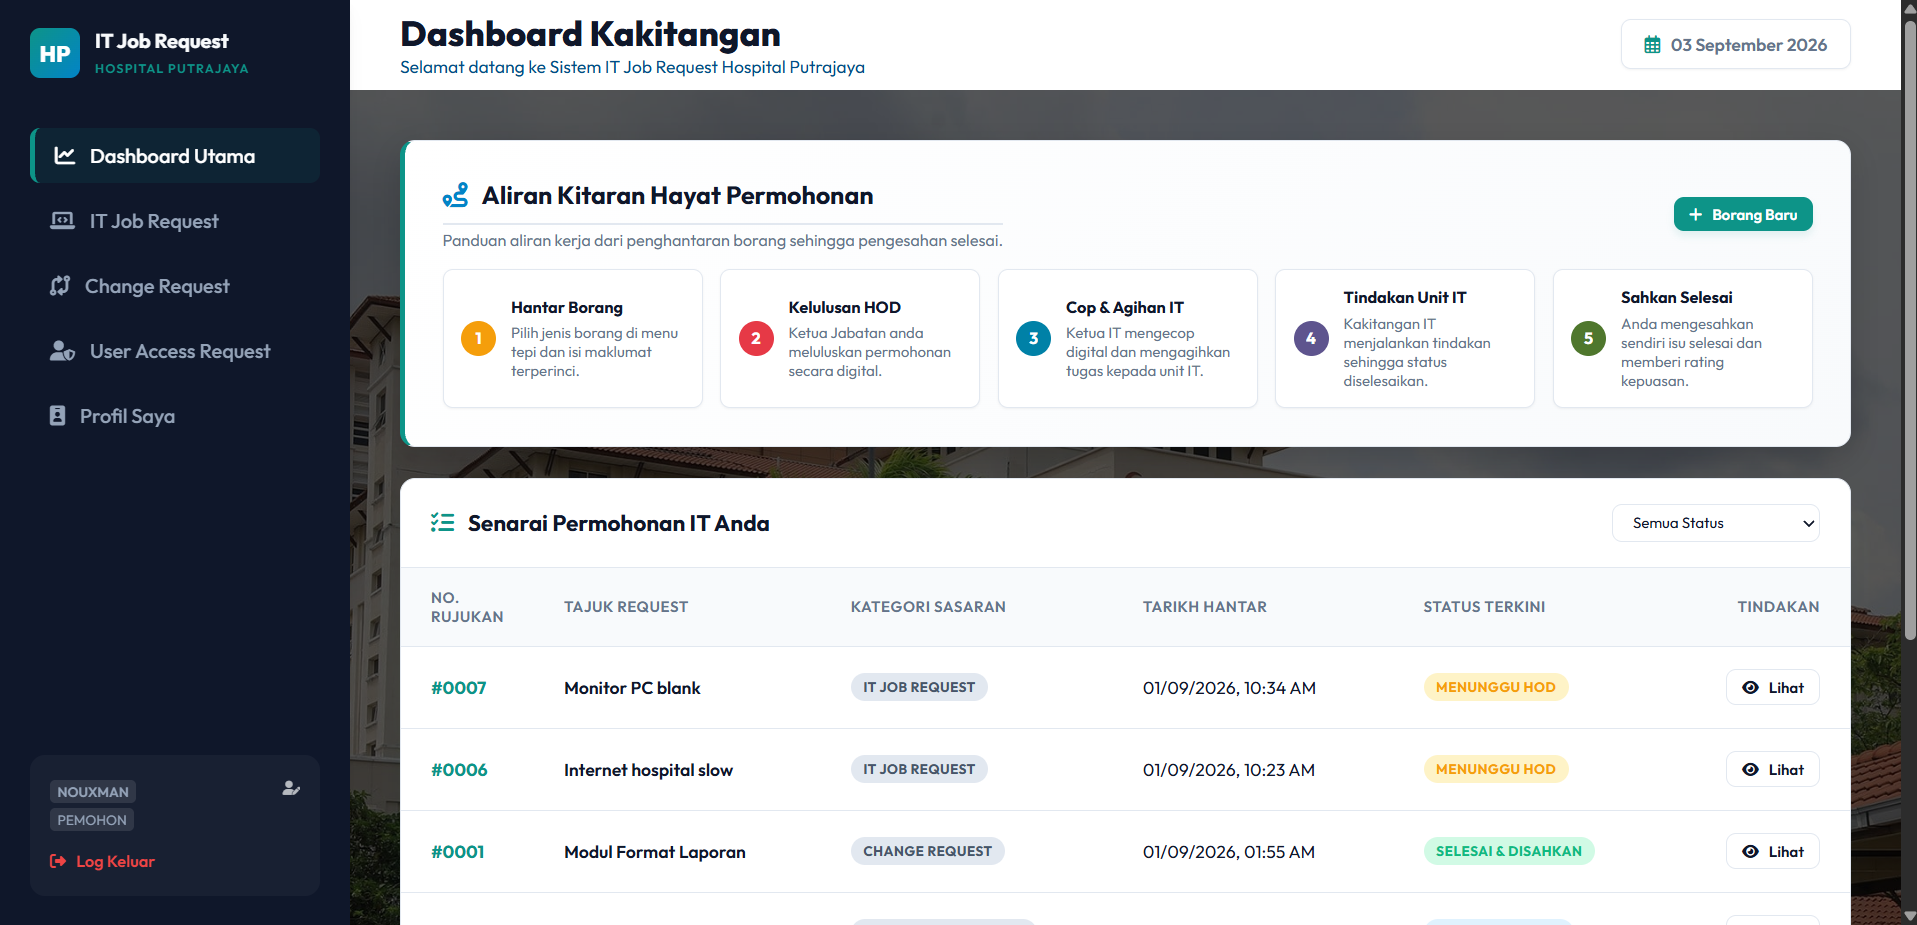 HP
IT Job Request
HOSPITAL PUTRAJAYA
Dashboard Utama
IT Job Request
Change Request
User Access Request
Profil Saya
NOUXMAN
PEMOHON
Log Keluar
Dashboard Kakitangan
Selamat datang ke Sistem IT Job Request Hospital Putrajaya
03 September 2026
Aliran Kitaran Hayat Permohonan
Panduan aliran kerja dari penghantaran borang sehingga pengesahan selesai.
Borang Baru
1
Hantar Borang
Pilih jenis borang di menu
tepi dan isi maklumat
terperinci.
2
Kelulusan HOD
Ketua Jabatan anda
meluluskan permohonan
secara digital.
3
Cop & Agihan IT
Ketua IT mengecop
digital dan mengagihkan
tugas kepada unit IT.
4
Tindakan Unit IT
Kakitangan IT
menjalankan tindakan
sehingga status
diselesaikan.
5
Sahkan Selesai
Anda mengesahkan
sendiri isu selesai dan
memberi rating
kepuasan.
Senarai Permohonan IT Anda
Semua Status
NO. RUJUKAN TAJUK REQUEST KATEGORI SASARAN TARIKH HANTAR STATUS TERKINI TINDAKAN
#0007 Monitor PC blank IT JOB REQUEST 01/09/2026, 10:34 AM MENUNGGU HOD Lihat
#0006 Internet hospital slow IT JOB REQUEST 01/09/2026, 10:23 AM MENUNGGU HOD Lihat
#0001 Modul Format Laporan CHANGE REQUEST 01/09/2026, 01:55 AM SELESAI & DISAHKAN Lihat